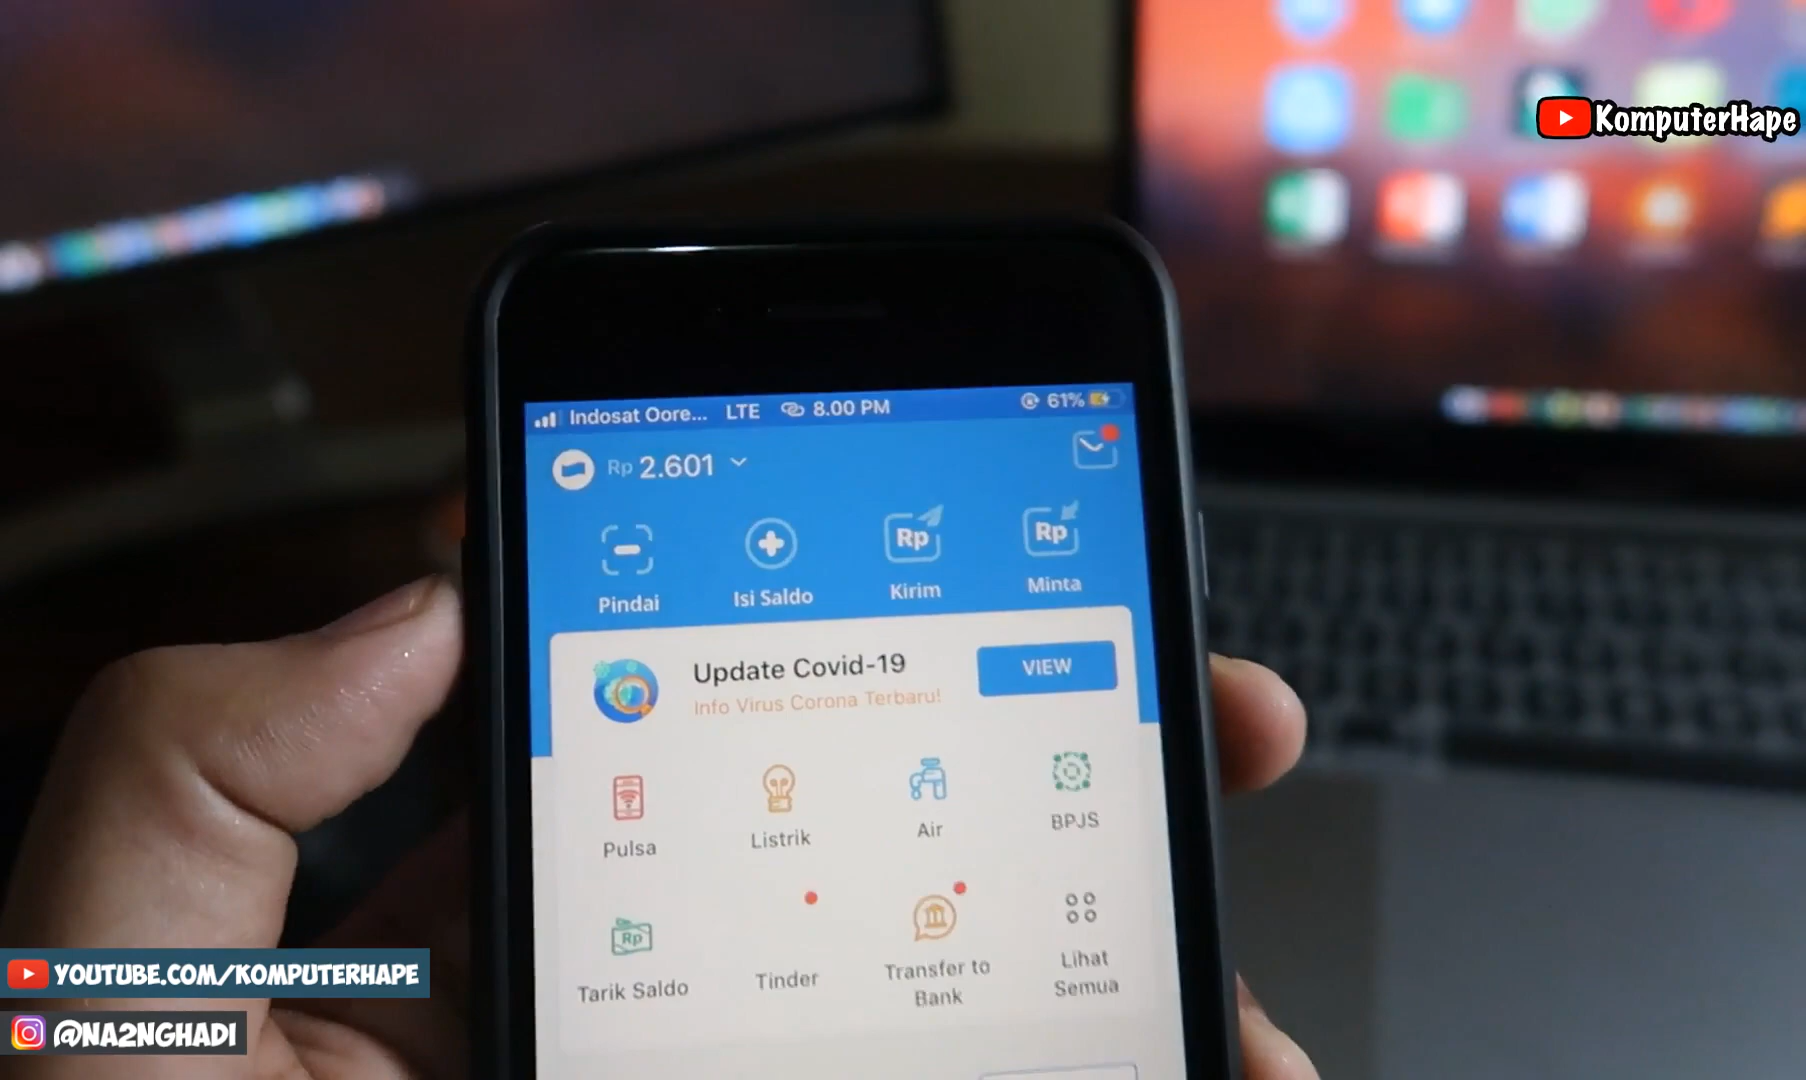 KomputerHape
Indosat Oore... LTE 8.00 PM 61%
Rp 2.601
Rp
Rp
Pindai
Isi Saldo
Kirim
Minta
Update Covid-19
Info Virus Corona Terbaru!
VIEW
Pulsa
Listrik
Air
BPJS
Rp
Tarik Saldo
Tinder
Transfer to
Bank
Lihat
Semua
YOUTUBE.COM/KOMPUTERHAPE
@NA2NGHADI